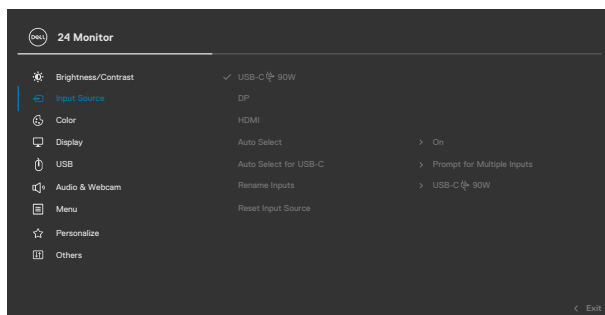 DELL 24 Monitor
Brightness/Contrast ✓ USB-C 90W
Input Source DP
Color HDMI
Display Auto Select > On
USB Auto Select for USB-C > Prompt for Multiple Inputs
Audio & Webcam Rename Inputs > USB-C 90W
Menu Reset Input Source
Personalize
Others
< Exit